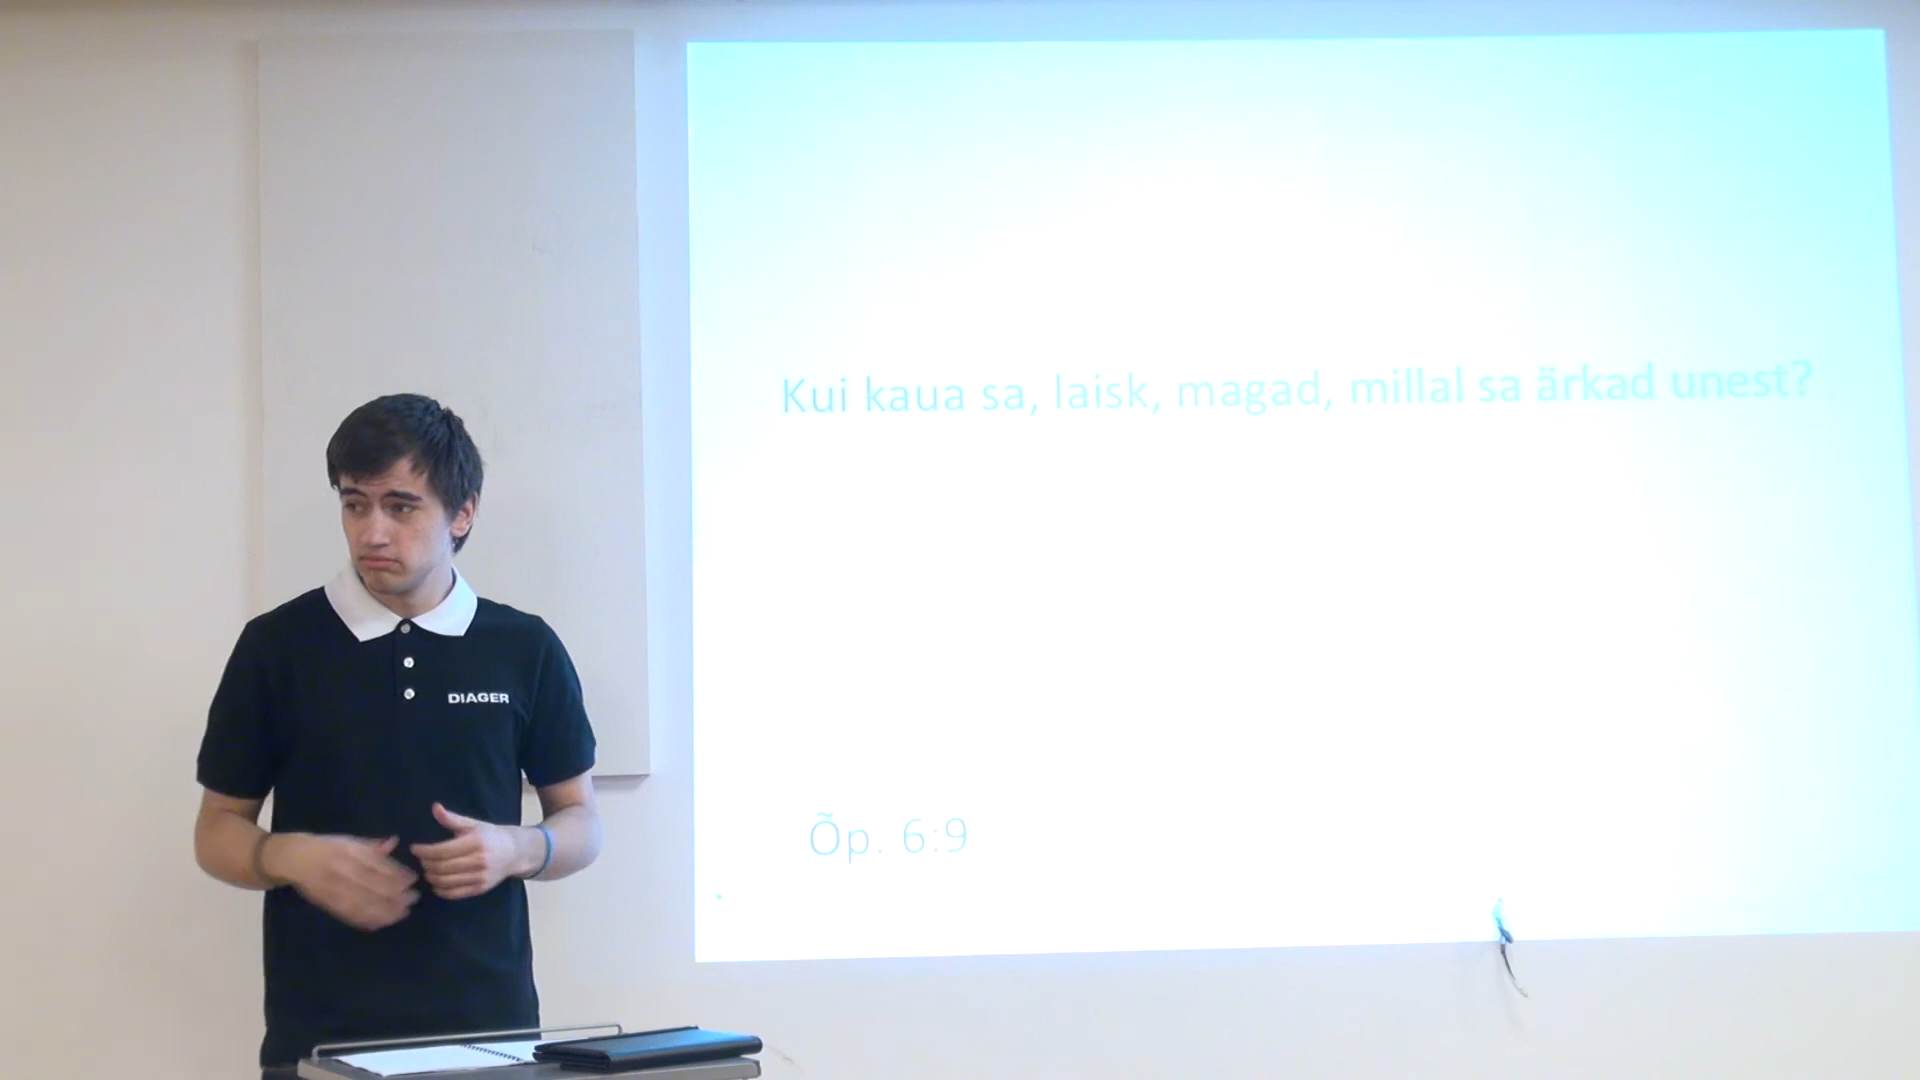 Kui kaua sa, laisk, magad, millal sa ärkad unest?
Õp. 6:9
DIAGER